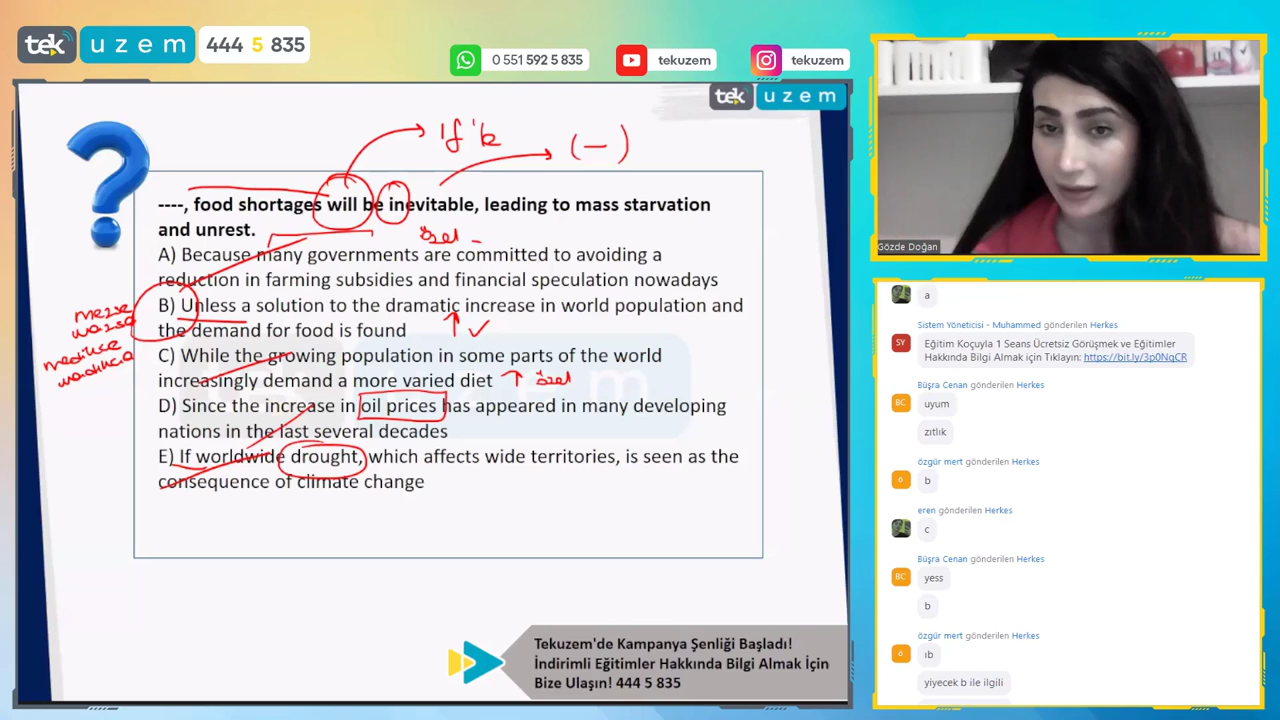 tek uzem 444 5 835
0 551 592 5 835
tekuzem
tekuzem
tek uzem
if 'k
(-)
----, food shortages will be inevitable, leading to mass starvation
and unrest.
özel -
A) Because many governments are committed to avoiding a
reduction in farming subsidies and financial speculation nowadays
B) Unless a solution to the dramatic increase in world population and
the demand for food is found
C) While the growing population in some parts of the world
increasingly demand a more varied diet
özel
D) Since the increase in oil prices has appeared in many developing
nations in the last several decades
E) If worldwide drought, which affects wide territories, is seen as the
consequence of climate change
Tekuzem'de Kampanya Şenliği Başladı!
İndirimli Eğitimler Hakkında Bilgi Almak İçin
Bize Ulaşın! 444 5 835
Gözde Doğan
a
Sistem Yöneticisi - Muhammed gönderilen Herkes
SY
Eğitim Koçuyla 1 Seans Ücretsiz Görüşmek ve Eğitimler
Hakkında Bilgi Almak için Tıklayın: https://bit.ly/3p0NqCR
Büşra Cenan gönderilen Herkes
BC
uyum
zıtlık
özgür mert gönderilen Herkes
ö
b
eren gönderilen Herkes
c
Büşra Cenan gönderilen Herkes
BC
yess
b
özgür mert gönderilen Herkes
ö
ıb
yiyecek b ile ilgili